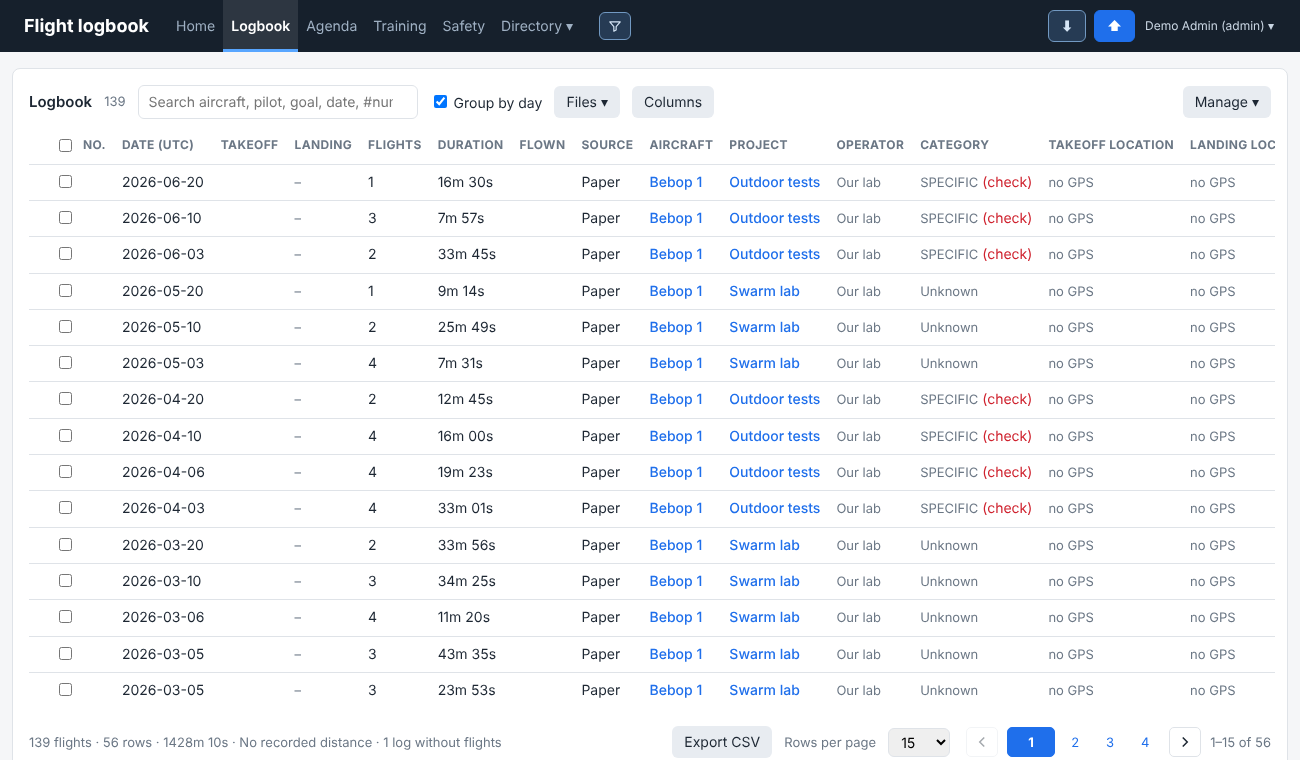 Flight logbook Home Logbook Agenda Training Safety Directory ▾ Demo Admin (admin) ▾
Logbook 139 Search aircraft, pilot, goal, date, #nur Group by day Files ▾ Columns Manage ▾
NO. DATE (UTC) TAKEOFF LANDING FLIGHTS DURATION FLOWN SOURCE AIRCRAFT PROJECT OPERATOR CATEGORY TAKEOFF LOCATION LANDING LOC
2026-06-20 – 1 16m 30s Paper Bebop 1 Outdoor tests Our lab SPECIFIC (check) no GPS no GPS
2026-06-10 – 3 7m 57s Paper Bebop 1 Outdoor tests Our lab SPECIFIC (check) no GPS no GPS
2026-06-03 – 2 33m 45s Paper Bebop 1 Outdoor tests Our lab SPECIFIC (check) no GPS no GPS
2026-05-20 – 1 9m 14s Paper Bebop 1 Swarm lab Our lab Unknown no GPS no GPS
2026-05-10 – 2 25m 49s Paper Bebop 1 Swarm lab Our lab Unknown no GPS no GPS
2026-05-03 – 4 7m 31s Paper Bebop 1 Swarm lab Our lab Unknown no GPS no GPS
2026-04-20 – 2 12m 45s Paper Bebop 1 Outdoor tests Our lab SPECIFIC (check) no GPS no GPS
2026-04-10 – 4 16m 00s Paper Bebop 1 Outdoor tests Our lab SPECIFIC (check) no GPS no GPS
2026-04-06 – 4 19m 23s Paper Bebop 1 Outdoor tests Our lab SPECIFIC (check) no GPS no GPS
2026-04-03 – 4 33m 01s Paper Bebop 1 Outdoor tests Our lab SPECIFIC (check) no GPS no GPS
2026-03-20 – 2 33m 56s Paper Bebop 1 Swarm lab Our lab Unknown no GPS no GPS
2026-03-10 – 3 34m 25s Paper Bebop 1 Swarm lab Our lab Unknown no GPS no GPS
2026-03-06 – 4 11m 20s Paper Bebop 1 Swarm lab Our lab Unknown no GPS no GPS
2026-03-05 – 3 43m 35s Paper Bebop 1 Swarm lab Our lab Unknown no GPS no GPS
2026-03-05 – 3 23m 53s Paper Bebop 1 Swarm lab Our lab Unknown no GPS no GPS
139 flights · 56 rows · 1428m 10s · No recorded distance · 1 log without flights Export CSV Rows per page 15 1 2 3 4 1–15 of 56